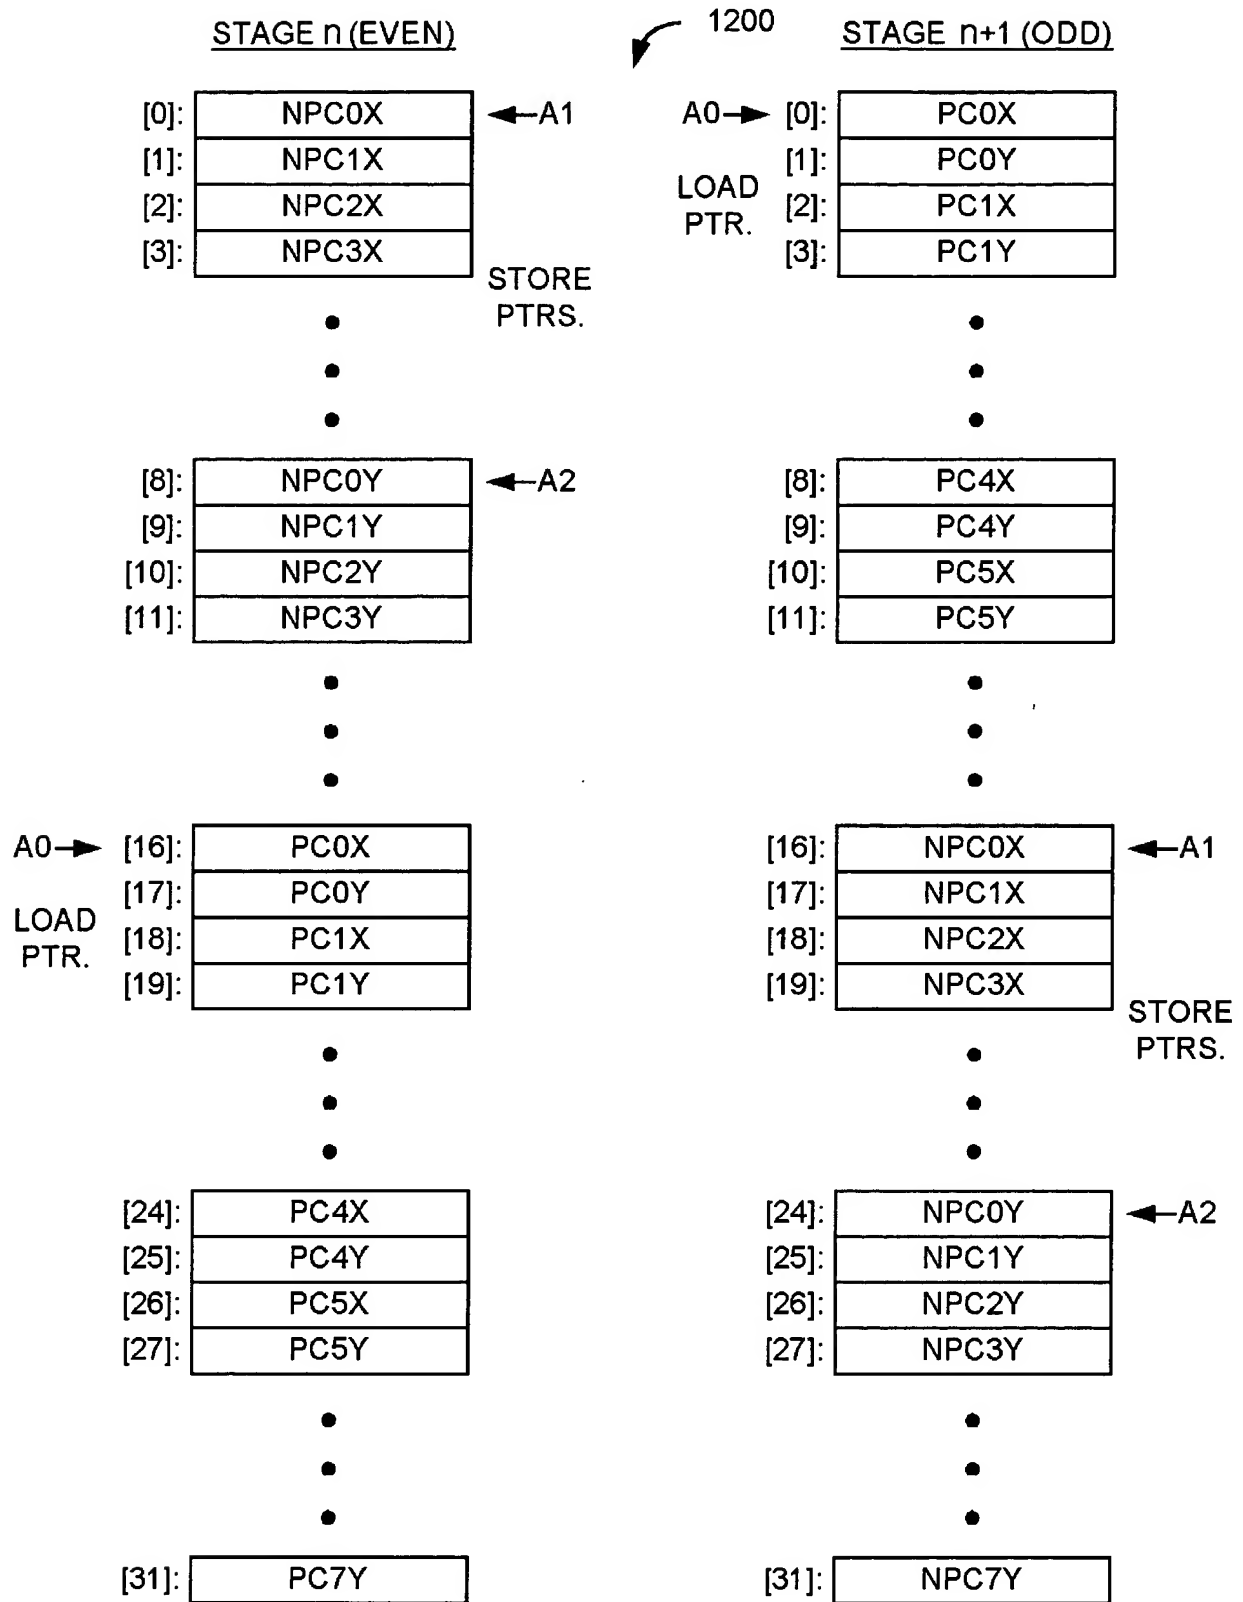 1200
STAGE n (EVEN)
[0]: NPC0X A1
[1]: NPC1X
[2]: NPC2X
[3]: NPC3X
STORE
PTRS.
[8]: NPC0Y A2
[9]: NPC1Y
[10]: NPC2Y
[11]: NPC3Y
A0 [16]: PC0X
[17]: PC0Y
LOAD
PTR.
[18]: PC1X
[19]: PC1Y
[24]: PC4X
[25]: PC4Y
[26]: PC5X
[27]: PC5Y
[31]: PC7Y
STAGE n+1 (ODD)
A0 [0]: PC0X
[1]: PC0Y
LOAD
PTR.
[2]: PC1X
[3]: PC1Y
[8]: PC4X
[9]: PC4Y
[10]: PC5X
[11]: PC5Y
[16]: NPC0X A1
[17]: NPC1X
[18]: NPC2X
[19]: NPC3X
STORE
PTRS.
[24]: NPC0Y A2
[25]: NPC1Y
[26]: NPC2Y
[27]: NPC3Y
[31]: NPC7Y